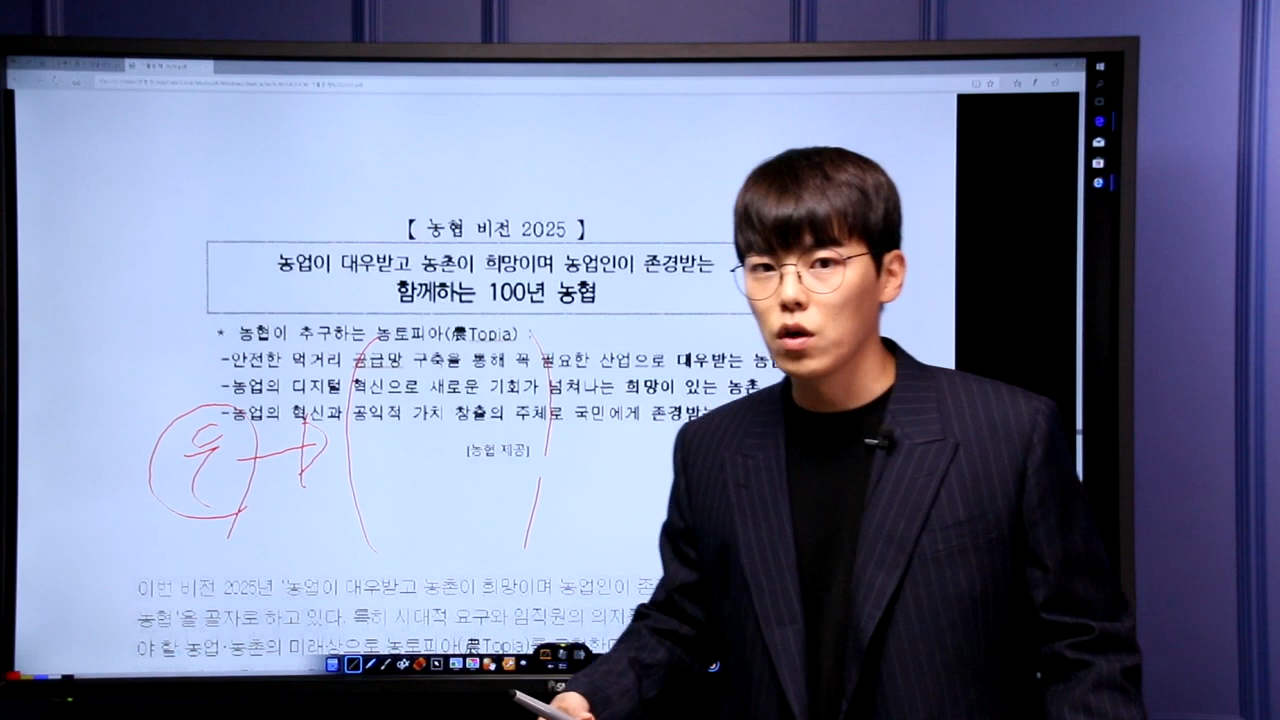 【 농협 비전 2025 】
농업이 대우받고 농촌이 희망이며 농업인이 존경받는
함께하는 100년 농협
* 농협이 추구하는 농토피아(農Topia) :
-안전한 먹거리 공급망 구축을 통해 꼭 필요한 산업으로 대우받는
-농업의 디지털 혁신으로 새로운 기회가 넘쳐나는 희망이 있는 농촌
-농업의 혁신과 공익적 가치 창출의 주체로 국민에게 존경받는
[농협 제공]
이번 비전 2025년 '농업이 대우받고 농촌이 희망이며 농업인이
농협'을 골자로 하고 있다. 특히 시대적 요구와 임직원의
야 할 농업·농촌의 미래상으로 농토피아(農Topia)를